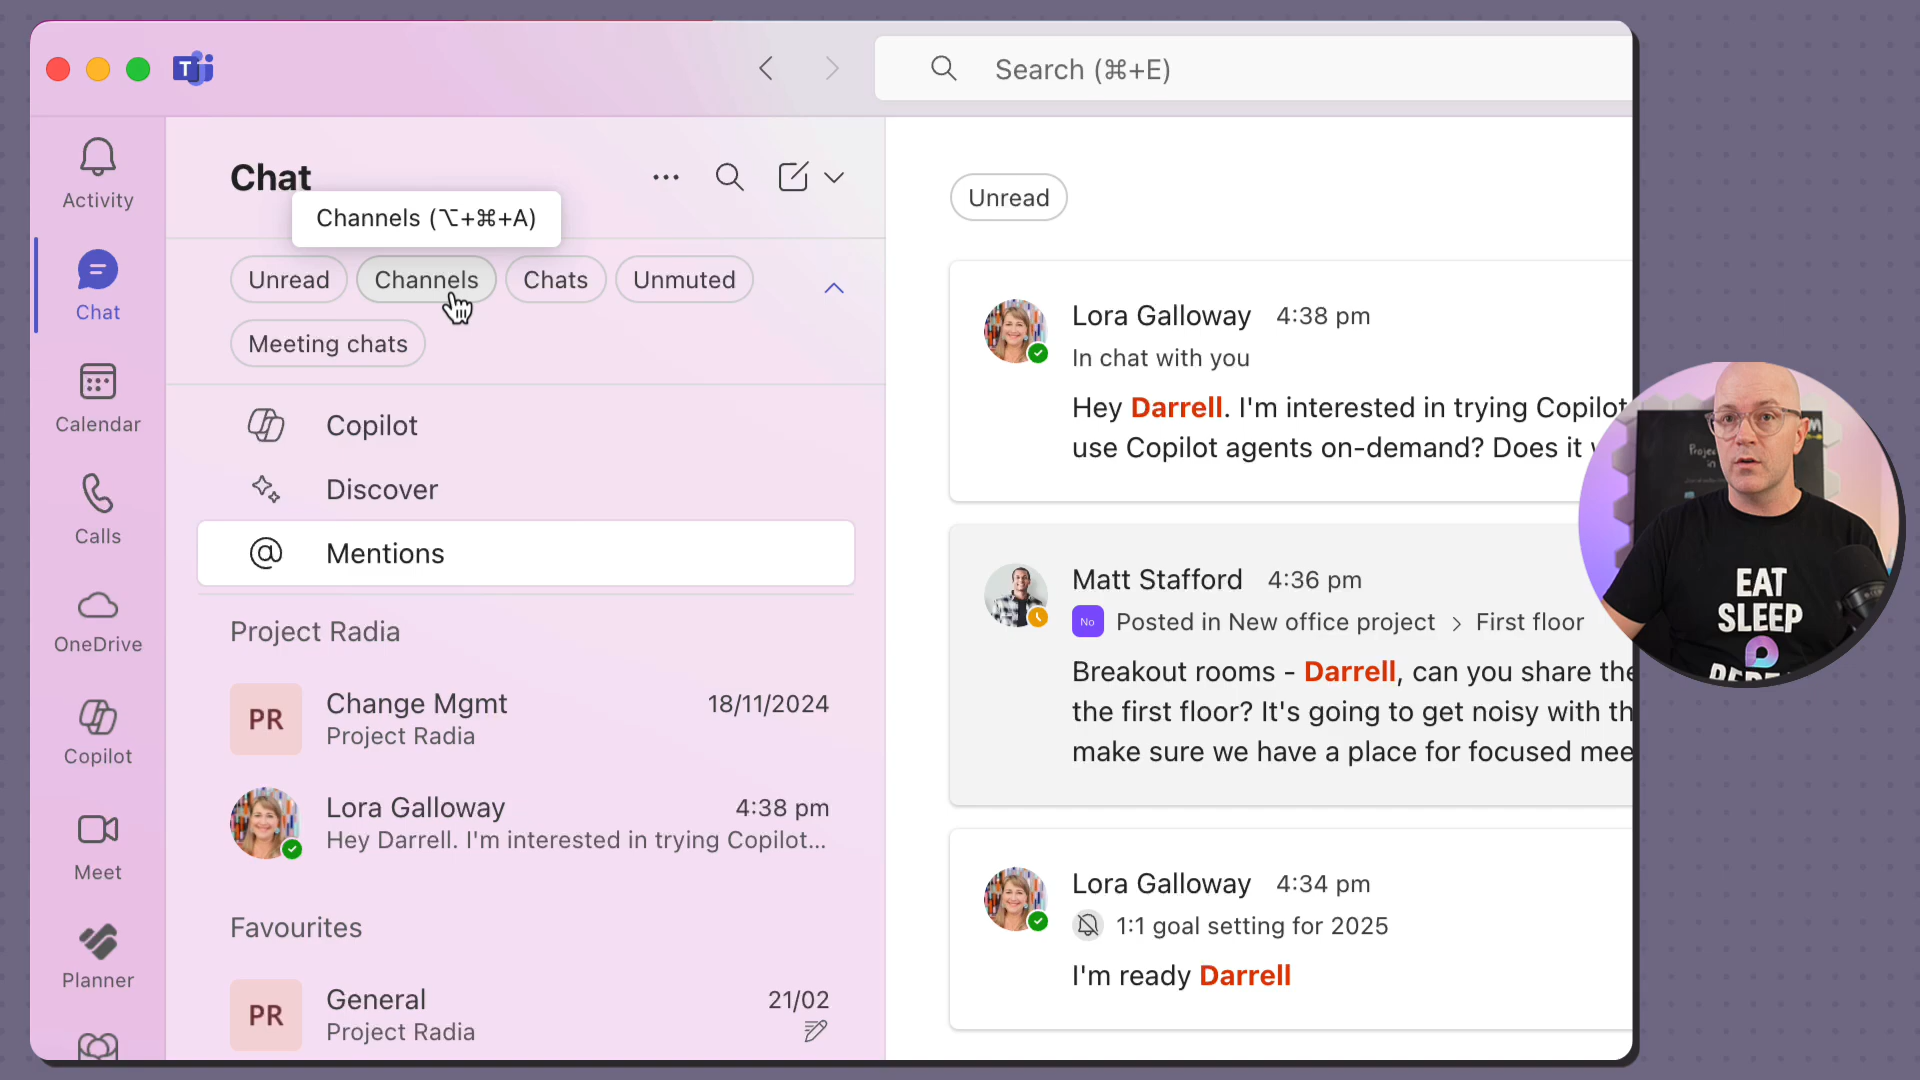 Search (⌘+E)
Activity
Chat
Calendar
Calls
OneDrive
Copilot
Meet
Planner
Chat
Channels (⌥+⌘+A)
Unread
Channels
Chats
Unmuted
Meeting chats
Copilot
Discover
Mentions
Project Radia
PR
Change Mgmt
18/11/2024
Project Radia
Lora Galloway
4:38 pm
Hey Darrell. I'm interested in trying Copilot...
Favourites
PR
General
21/02
Project Radia
Unread
Lora Galloway 4:38 pm
In chat with you
Hey Darrell. I'm interested in trying Copilot
use Copilot agents on-demand? Does it
Matt Stafford 4:36 pm
No Posted in New office project > First floor
Breakout rooms - Darrell, can you share the
the first floor? It's going to get noisy with th
make sure we have a place for focused mee
Lora Galloway 4:34 pm
1:1 goal setting for 2025
I'm ready Darrell
EAT
SLEEP